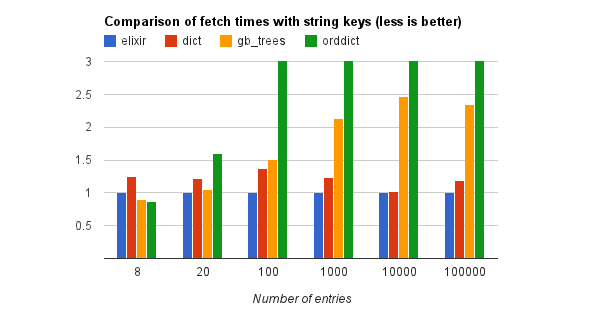 Comparison of fetch times with string keys (less is better)
elixir dict gb_trees orddict
3
2.5
2
1.5
1
0.5
8 20 100 1000 10000 100000
Number of entries